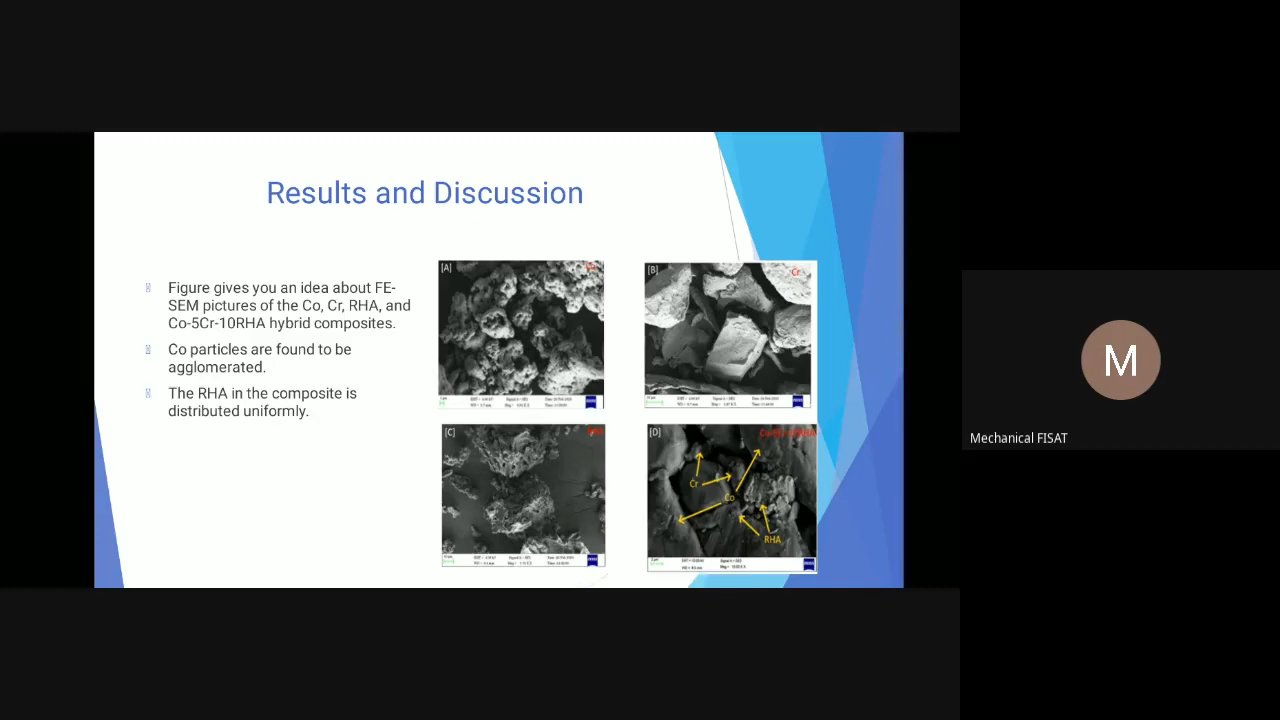 Results and Discussion
Figure gives you an idea about FE-
SEM pictures of the Co, Cr, RHA, and
Co-5Cr-10RHA hybrid composites.
Co particles are found to be
agglomerated.
The RHA in the composite is
distributed uniformly.
[A]
[B]
Cr
[C]
[D]
Cr
Co
RHA
M
Mechanical FISAT